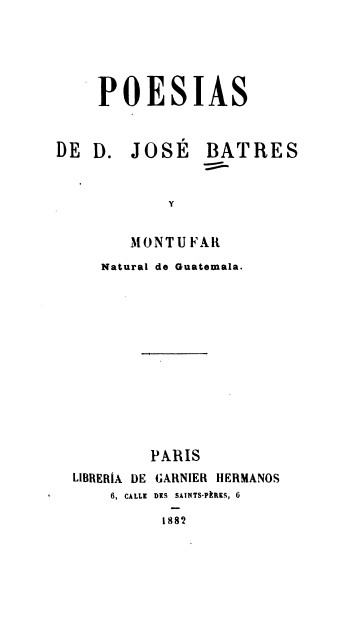 POESIAS
DE D. JOSÉ BATRES
Y
MONTUFAR
Natural de Guatemala.
PARIS
LIBRERÍA DE GARNIER HERMANOS
6, CALLE DES SAINTS-PÈRES, 6
1882